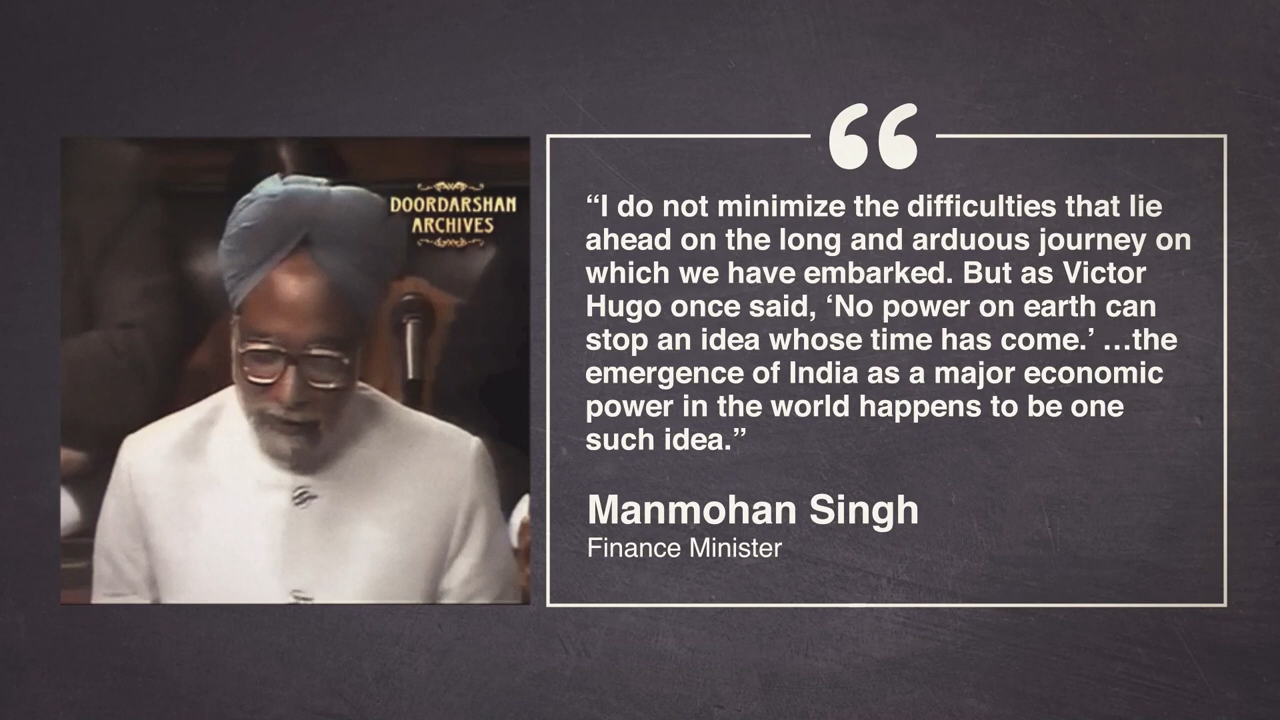 DOORDARSHAN
ARCHIVES
“I do not minimize the difficulties that lie
ahead on the long and arduous journey on
which we have embarked. But as Victor
Hugo once said, ‘No power on earth can
stop an idea whose time has come.’ …the
emergence of India as a major economic
power in the world happens to be one
such idea.”
Manmohan Singh
Finance Minister